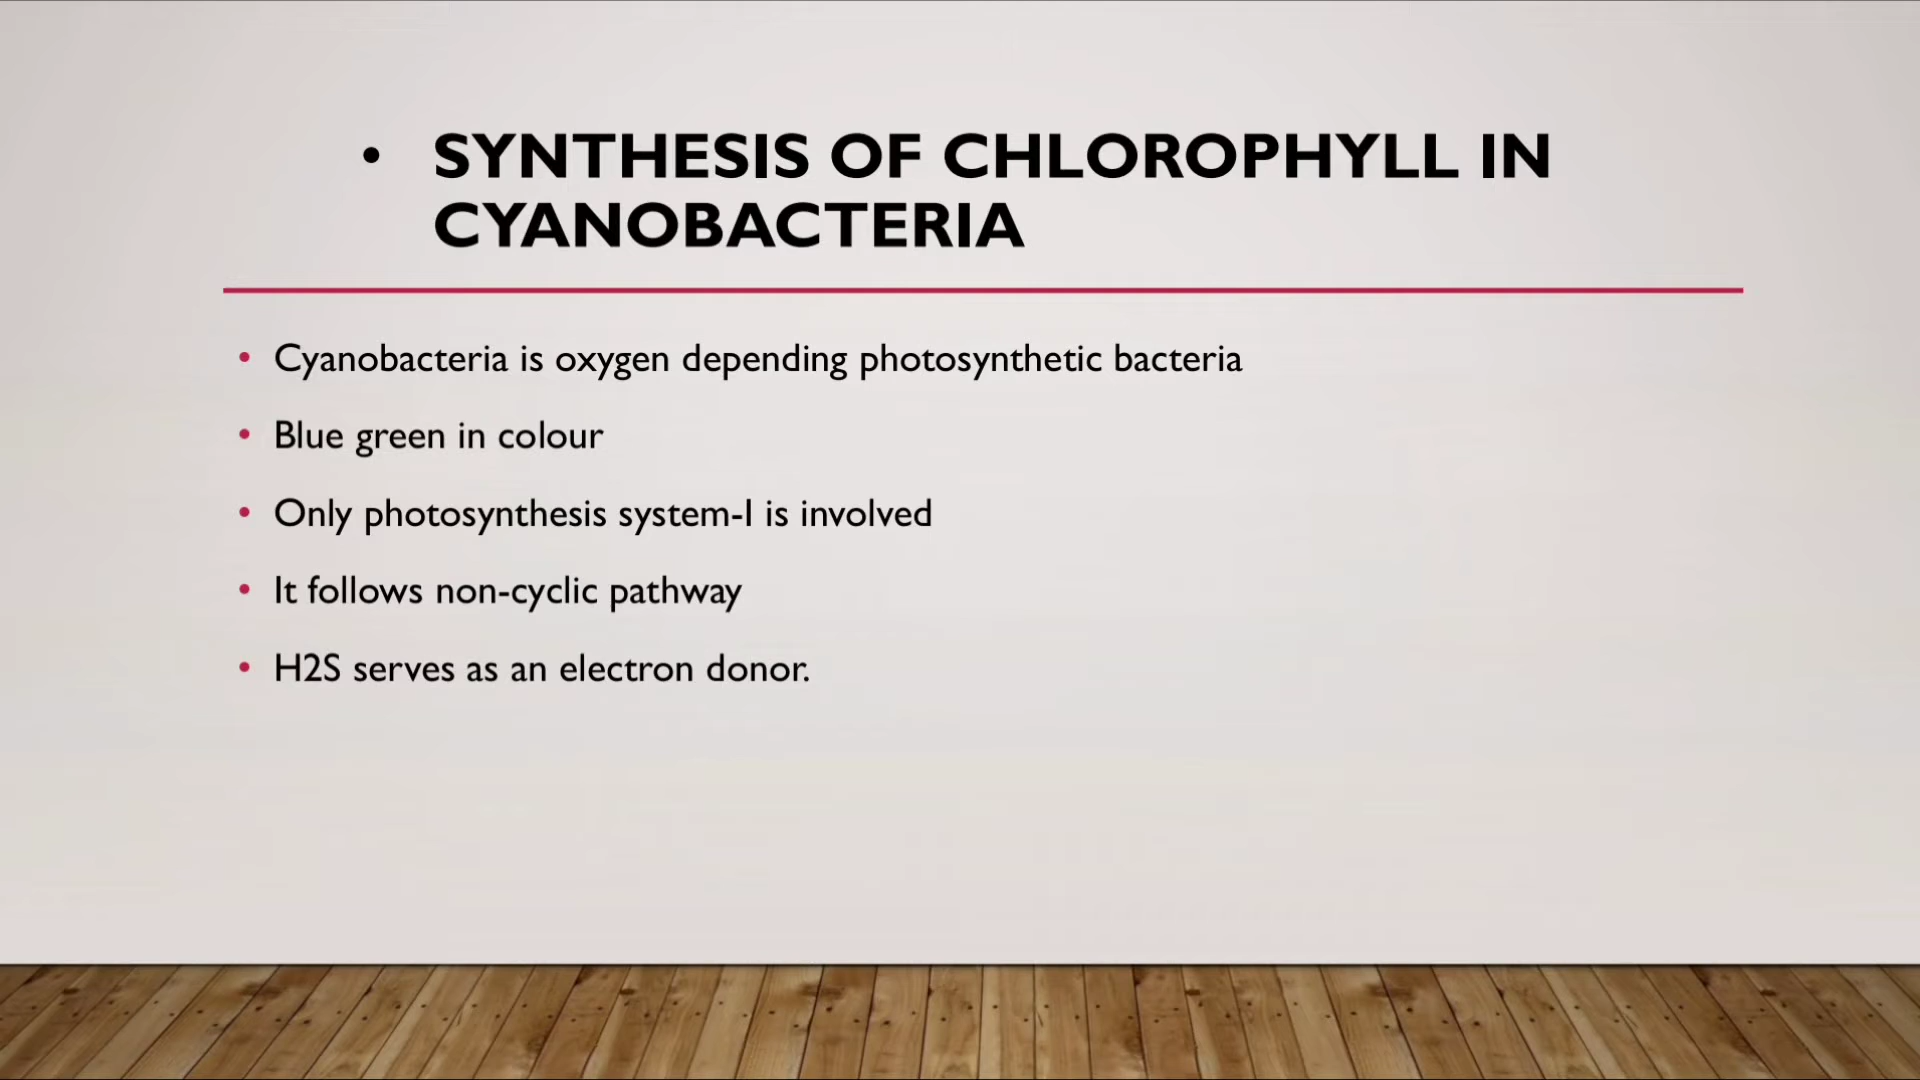 • SYNTHESIS OF CHLOROPHYLL IN
CYANOBACTERIA
• Cyanobacteria is oxygen depending photosynthetic bacteria
• Blue green in colour
• Only photosynthesis system-I is involved
• It follows non-cyclic pathway
• H2S serves as an electron donor.